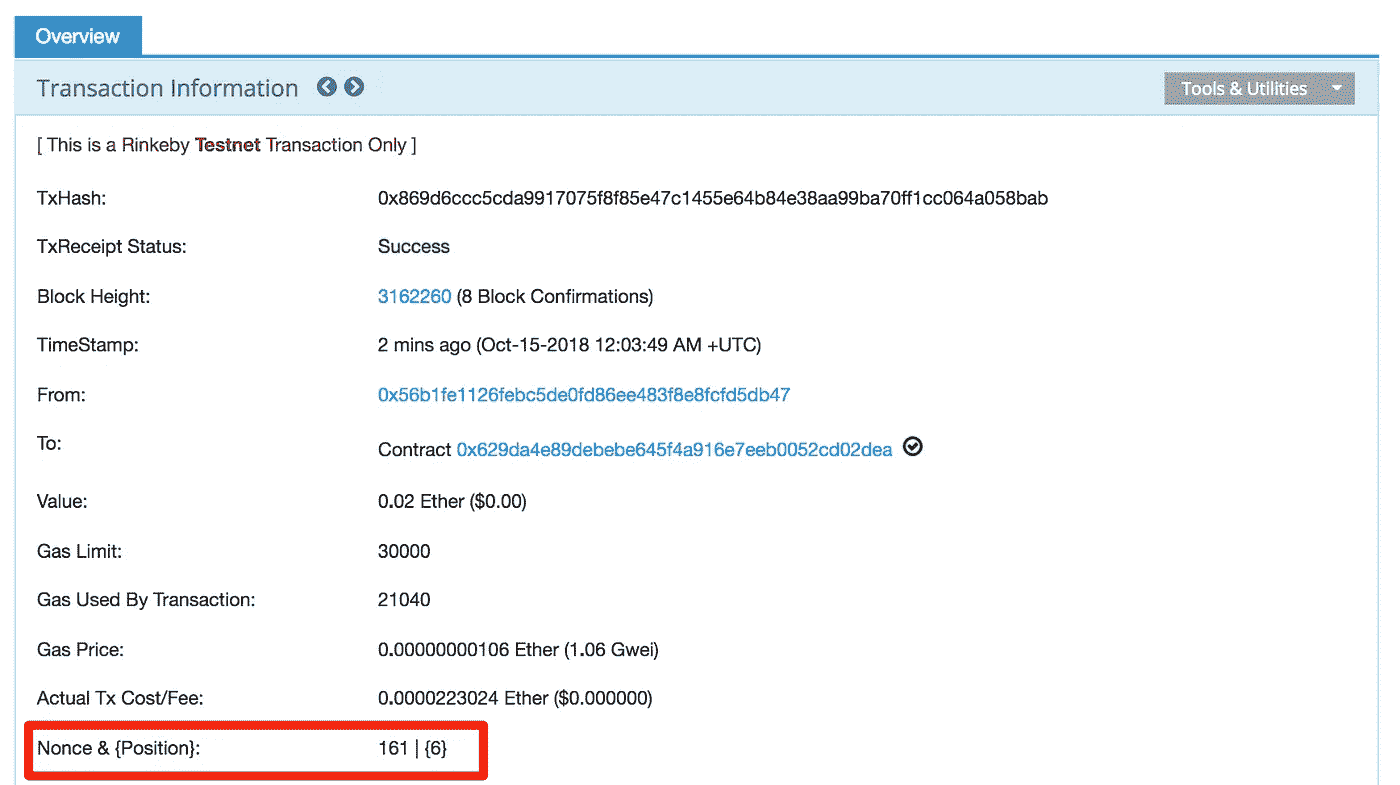 Overview
Transaction Information
Tools & Utilities
[ This is a Rinkeby Testnet Transaction Only ]
TxHash: 0x869d6ccc5cda9917075f8f85e47c1455e64b84e38aa99ba70ff1cc064a058bab
TxReceipt Status: Success
Block Height: 3162260 (8 Block Confirmations)
TimeStamp: 2 mins ago (Oct-15-2018 12:03:49 AM +UTC)
From: 0x56b1fe1126febc5de0fd86ee483f8e8fcfd5db47
To: Contract 0x629da4e89debebe645f4a916e7eeb0052cd02dea
Value: 0.02 Ether ($0.00)
Gas Limit: 30000
Gas Used By Transaction: 21040
Gas Price: 0.00000000106 Ether (1.06 Gwei)
Actual Tx Cost/Fee: 0.0000223024 Ether ($0.000000)
Nonce & {Position}: 161 | {6}